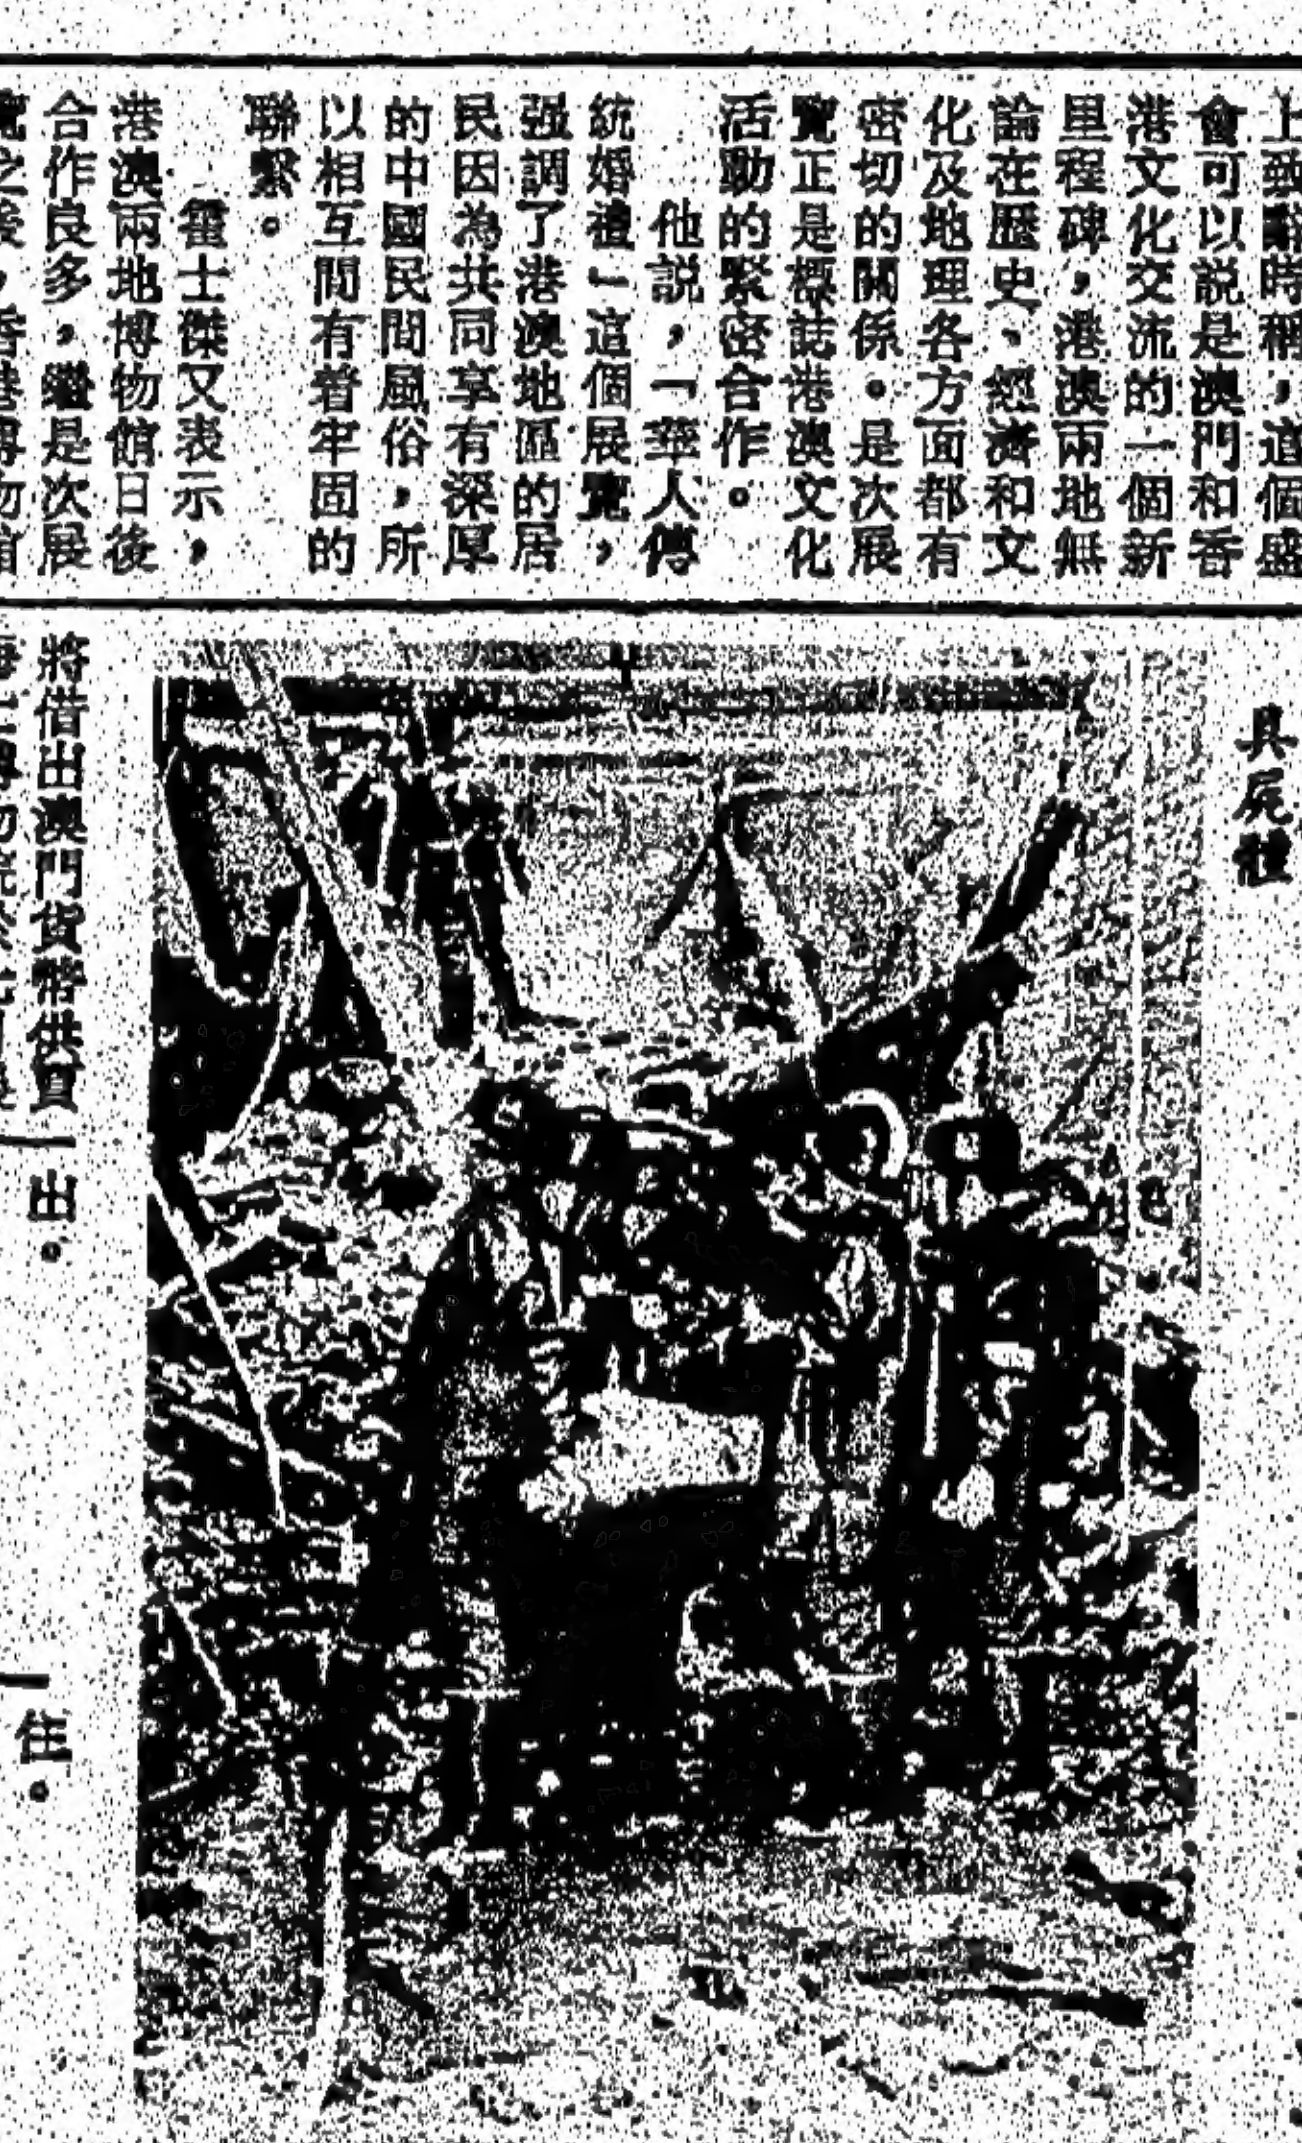 上致辭時稱，這個盛
會可以說是澳門和香
港文化交流的一個新
里程碑，港澳兩地無
論在歷史、經濟和文
化及地理各方面都有
密切的關係。是次展
覽正是標誌港澳文化
活動的緊密合作。
他説，「華人傳
統婚禮」這個展覽，
强調了港澳地區的居
民因為共同享有深厚
的中國民間風俗，所
以相互間有着牢固的
聯繫。
霍士傑又表示，
港澳兩地博物館日後
合作良多，繼是次展
覽之後，香港博物館
具屍體
將借出澳門貨幣供賈
出。
住。